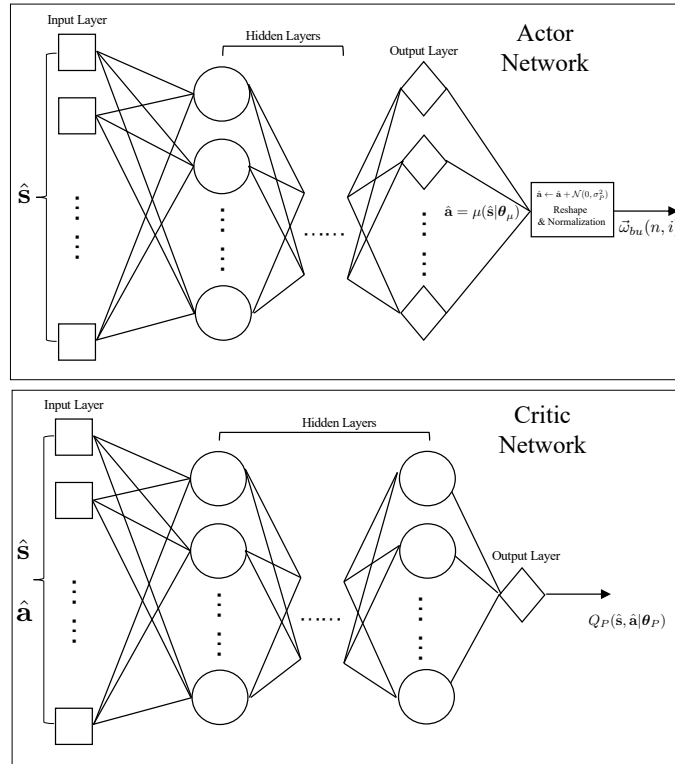 Input Layer
Hidden Layers
Output Layer
Actor
Network
ŝ
â = μ(ŝ|θ_μ)
â ← â + 𝒩(0, σ_P^2)
Reshape
& Normalization
ω⃗_bu(n, i
Input Layer
Hidden Layers
Critic
Network
ŝ
â
Output Layer
Q_P(ŝ, â|θ_P)